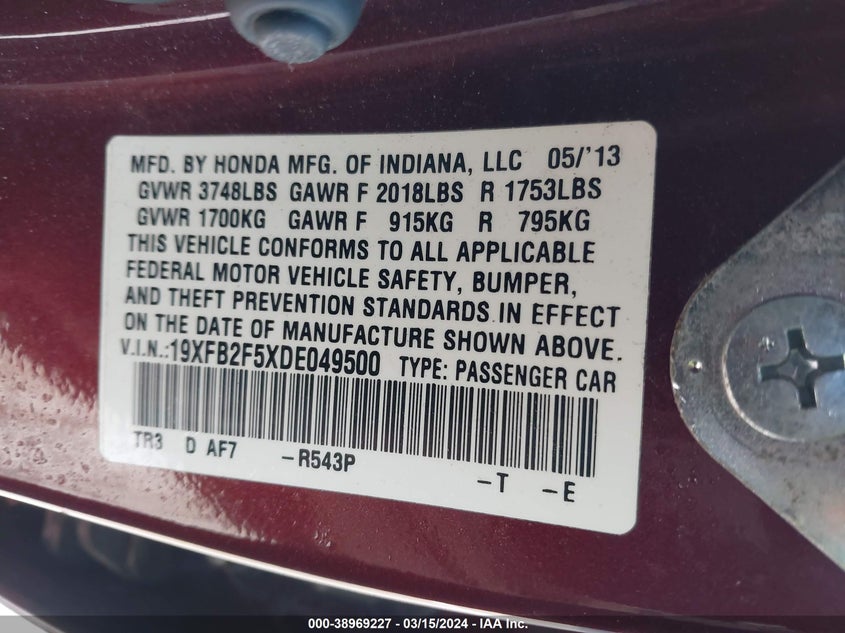 MFD. BY HONDA MFG. OF INDIANA, LLC 05/'13
GVWR 3748LBS GAWR F 2018LBS R 1753LBS
GVWR 1700KG GAWR F 915KG R 795KG
THIS VEHICLE CONFORMS TO ALL APPLICABLE
FEDERAL MOTOR VEHICLE SAFETY, BUMPER,
AND THEFT PREVENTION STANDARDS IN EFFECT
ON THE DATE OF MANUFACTURE SHOWN ABOVE.
V.I.N.:19XFB2F5XDE049500 TYPE: PASSENGER CAR
TR3 D AF7 -R543P -T -E
000-38969227 - 03/15/2024 - IAA Inc.